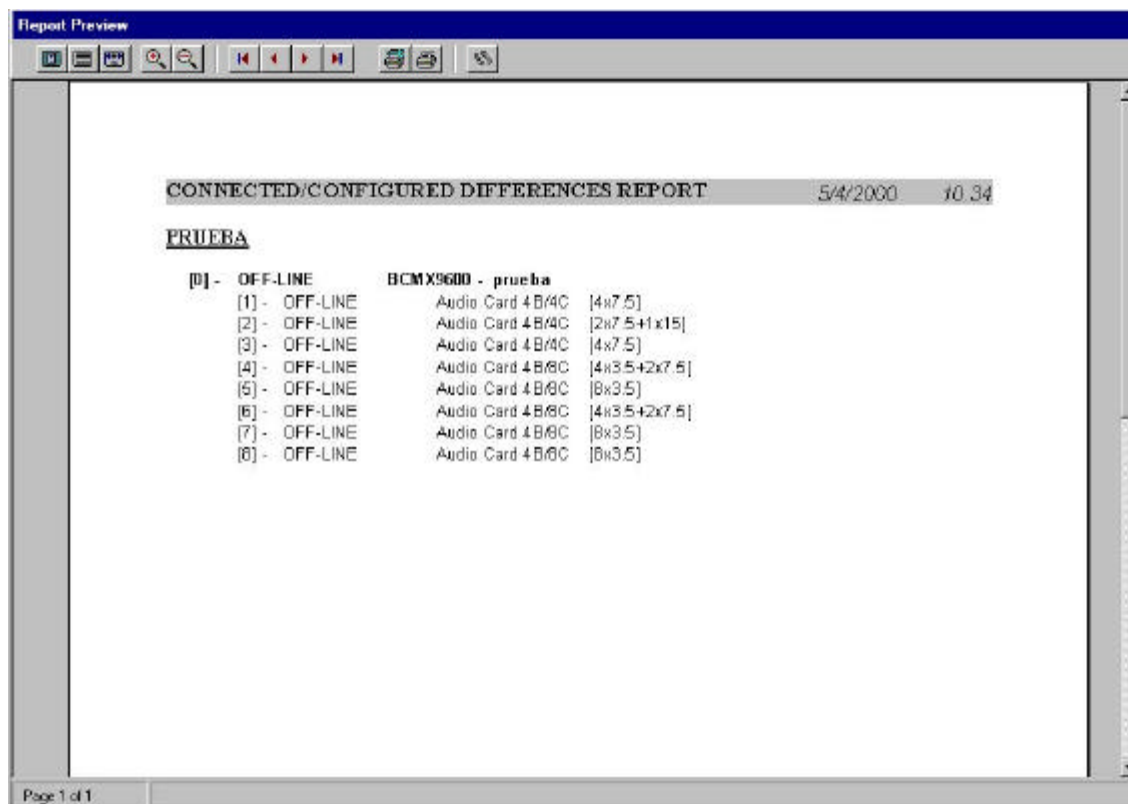 Report Preview
CONNECTED/CONFIGURED DIFFERENCES REPORT 5/4/2000 10:34
PRUEBA
[0] - OFF-LINE BCMX9600 - prueba
[1] - OFF-LINE Audio Card 4B/4C [4x7.5]
[2] - OFF-LINE Audio Card 4B/4C [2x7.5+1x15]
[3] - OFF-LINE Audio Card 4B/4C [4x7.5]
[4] - OFF-LINE Audio Card 4B/8C [4x3.5+2x7.5]
[5] - OFF-LINE Audio Card 4B/8C [8x3.5]
[6] - OFF-LINE Audio Card 4B/8C [4x3.5+2x7.5]
[7] - OFF-LINE Audio Card 4B/8C [8x3.5]
[8] - OFF-LINE Audio Card 4B/8C [8x3.5]
Page 1 of 1